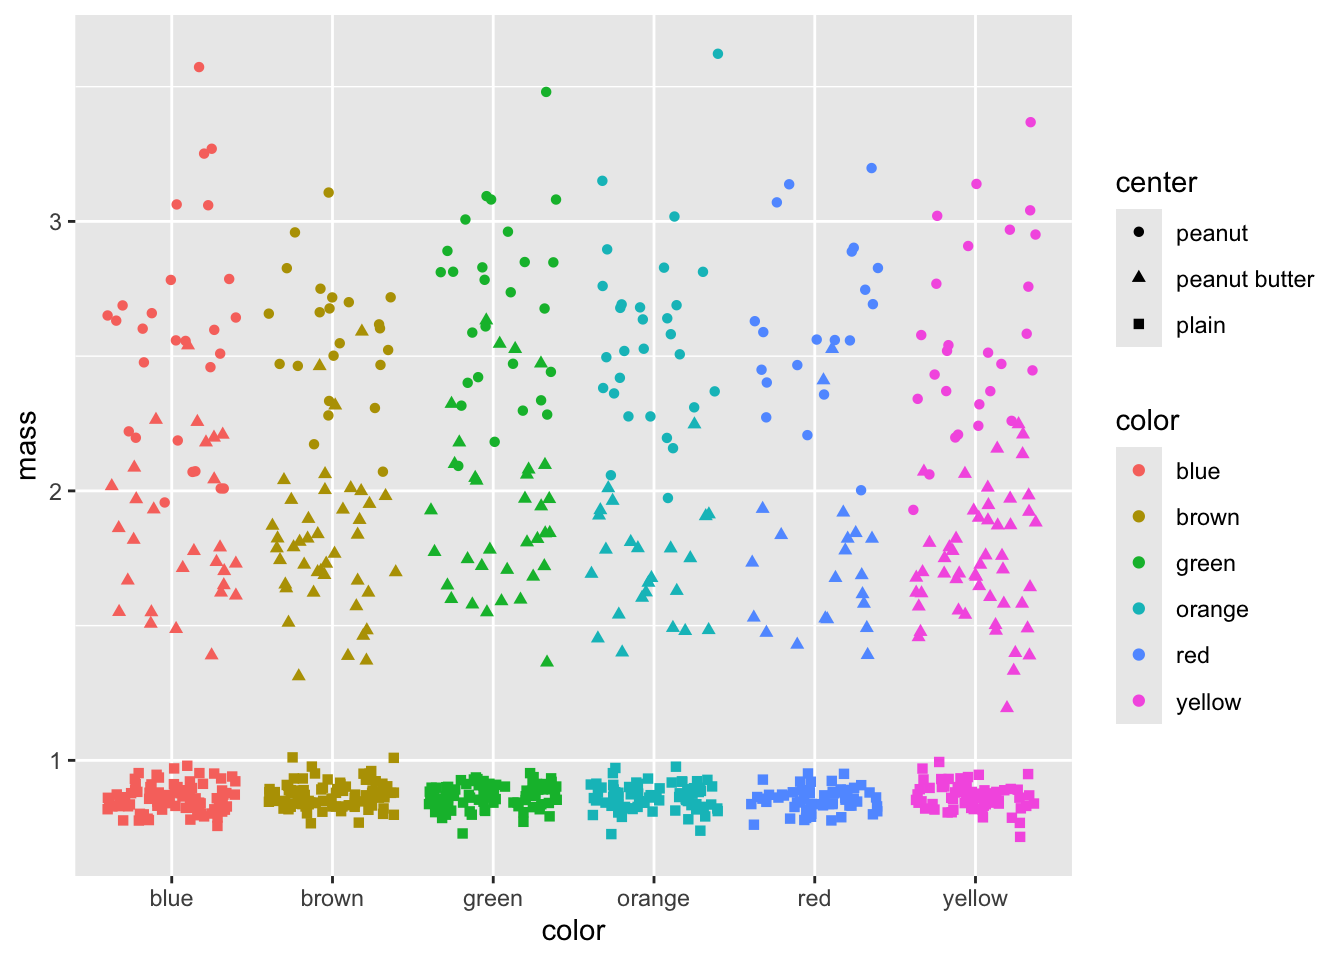 mass
3
2
1
blue brown green orange red yellow
color
center
peanut
peanut butter
plain
color
blue
brown
green
orange
red
yellow